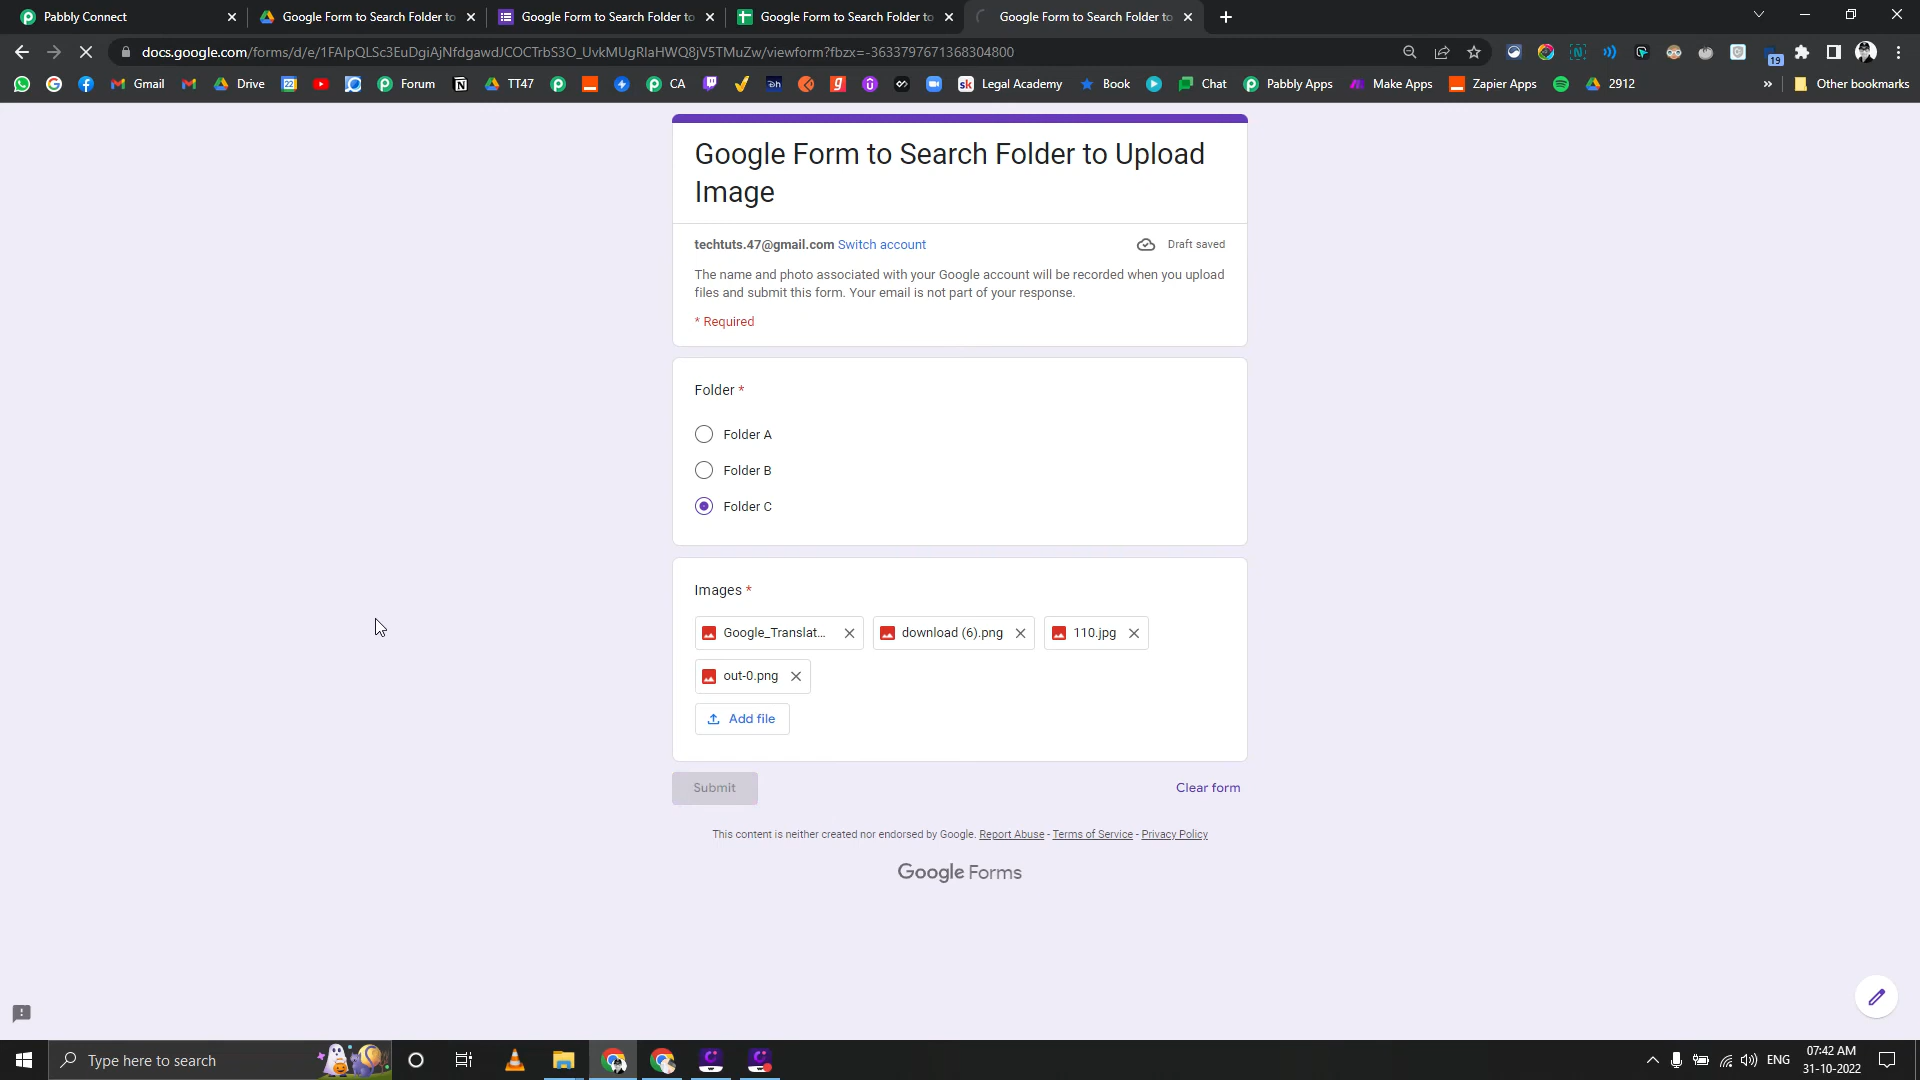 Pabbly Connect
Google Form to Search Folder to
Google Form to Search Folder to
Google Form to Search Folder to
Google Form to Search Folder to
docs.google.com/forms/d/e/1FAIpQLSc3EuDgiAjNfdgawdJCOCTrbS3O_UvkMUgRlaHWQ8jV5TMuZw/viewform?fbzx=-3633797671368304800
19
Gmail
Drive
22
Forum
TT47
CA
Legal Academy
Book
Chat
Pabbly Apps
Make Apps
Zapier Apps
2912
Other bookmarks
Google Form to Search Folder to Upload
Image
techtuts.47@gmail.com Switch account
Draft saved
The name and photo associated with your Google account will be recorded when you upload
files and submit this form. Your email is not part of your response.
* Required
Folder *
Folder A
Folder B
Folder C
Images *
Google_Translat...
download (6).png
110.jpg
out-0.png
Add file
Submit
Clear form
This content is neither created nor endorsed by Google. Report Abuse - Terms of Service - Privacy Policy
Google Forms
Type here to search
ENG
07:42 AM
31-10-2022